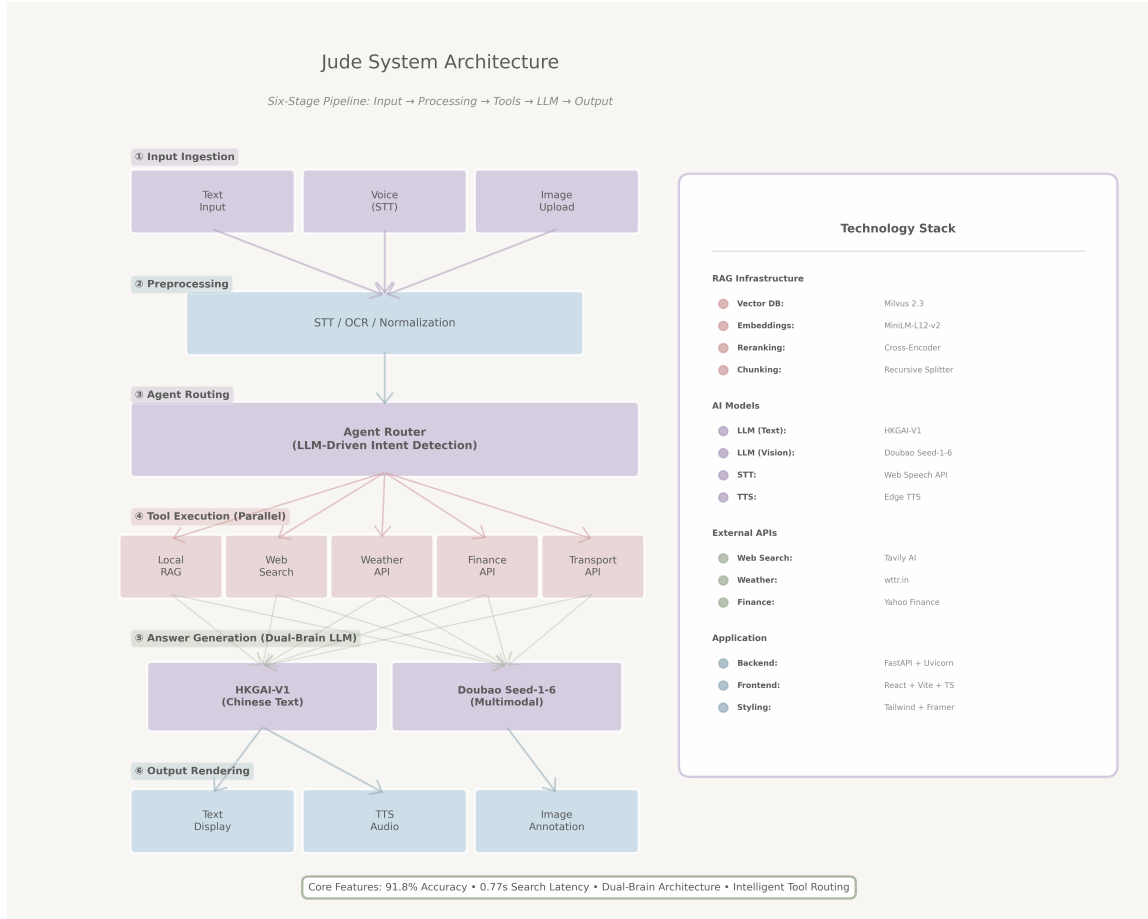 Jude System Architecture
Six-Stage Pipeline: Input → Processing → Tools → LLM → Output
① Input Ingestion
Text
Input
Voice
(STT)
Image
Upload
② Preprocessing
STT / OCR / Normalization
③ Agent Routing
Agent Router
(LLM-Driven Intent Detection)
④ Tool Execution (Parallel)
Local
RAG
Web
Search
Weather
API
Finance
API
Transport
API
⑤ Answer Generation (Dual-Brain LLM)
HKGAI-V1
(Chinese Text)
Doubao Seed-1-6
(Multimodal)
⑥ Output Rendering
Text
Display
TTS
Audio
Image
Annotation
Technology Stack
RAG Infrastructure
Vector DB: Milvus 2.3
Embeddings: MiniLM-L12-v2
Reranking: Cross-Encoder
Chunking: Recursive Splitter
AI Models
LLM (Text): HKGAI-V1
LLM (Vision): Doubao Seed-1-6
STT: Web Speech API
TTS: Edge TTS
External APIs
Web Search: Tavily AI
Weather: wttr.in
Finance: Yahoo Finance
Application
Backend: FastAPI + Uvicorn
Frontend: React + Vite + TS
Styling: Tailwind + Framer
Core Features: 91.8% Accuracy • 0.77s Search Latency • Dual-Brain Architecture • Intelligent Tool Routing